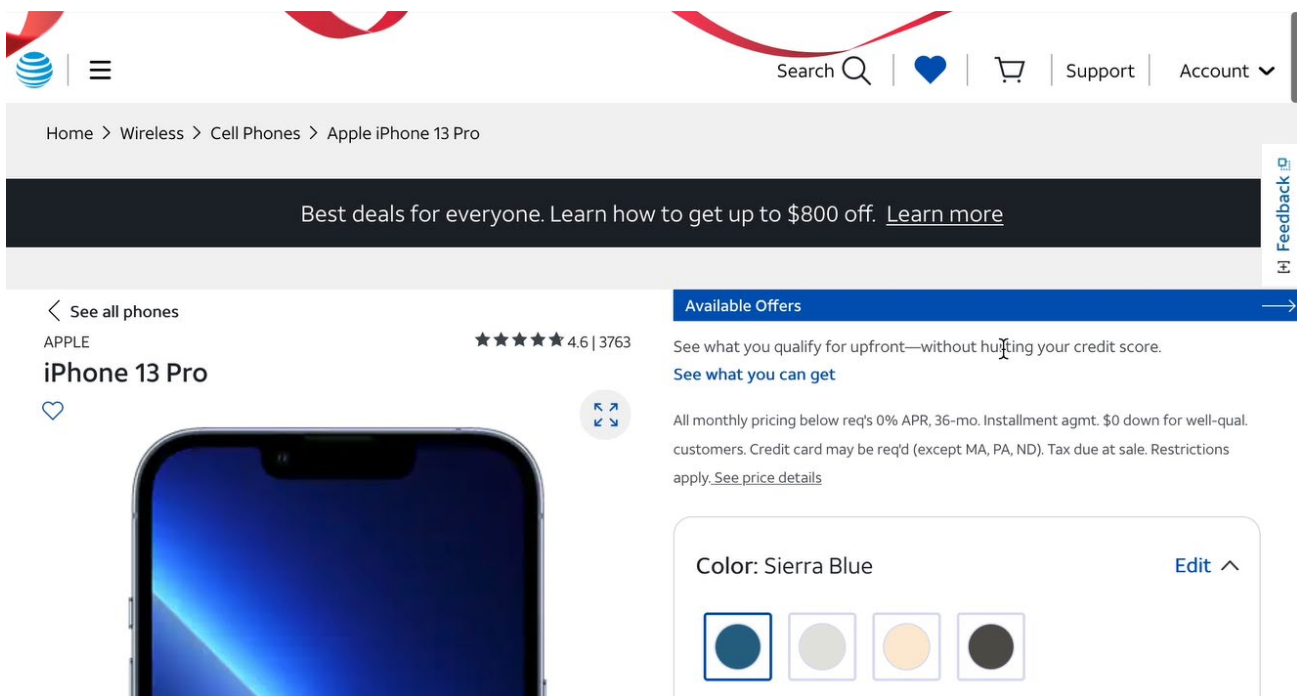 Search
Support
Account
Home > Wireless > Cell Phones > Apple iPhone 13 Pro
Feedback
Best deals for everyone. Learn how to get up to $800 off. Learn more
See all phones
APPLE
4.6 | 3763
iPhone 13 Pro
Available Offers
See what you qualify for upfront—without hurting your credit score.
See what you can get
All monthly pricing below req's 0% APR, 36-mo. Installment agmt. $0 down for well-qual.
customers. Credit card may be req'd (except MA, PA, ND). Tax due at sale. Restrictions
apply. See price details
Color: Sierra Blue
Edit